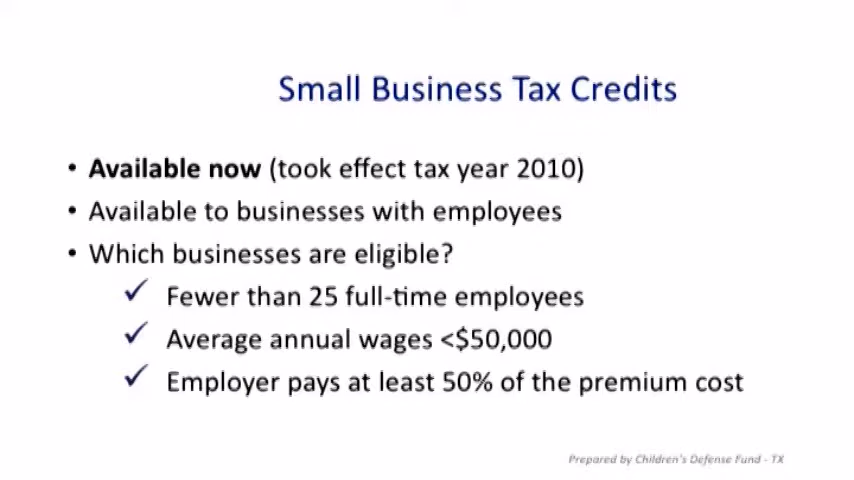 Small Business Tax Credits
• Available now (took effect tax year 2010)
• Available to businesses with employees
• Which businesses are eligible?
✓ Fewer than 25 full-time employees
✓ Average annual wages <$50,000
✓ Employer pays at least 50% of the premium cost
Prepared by Children's Defense Fund - TX